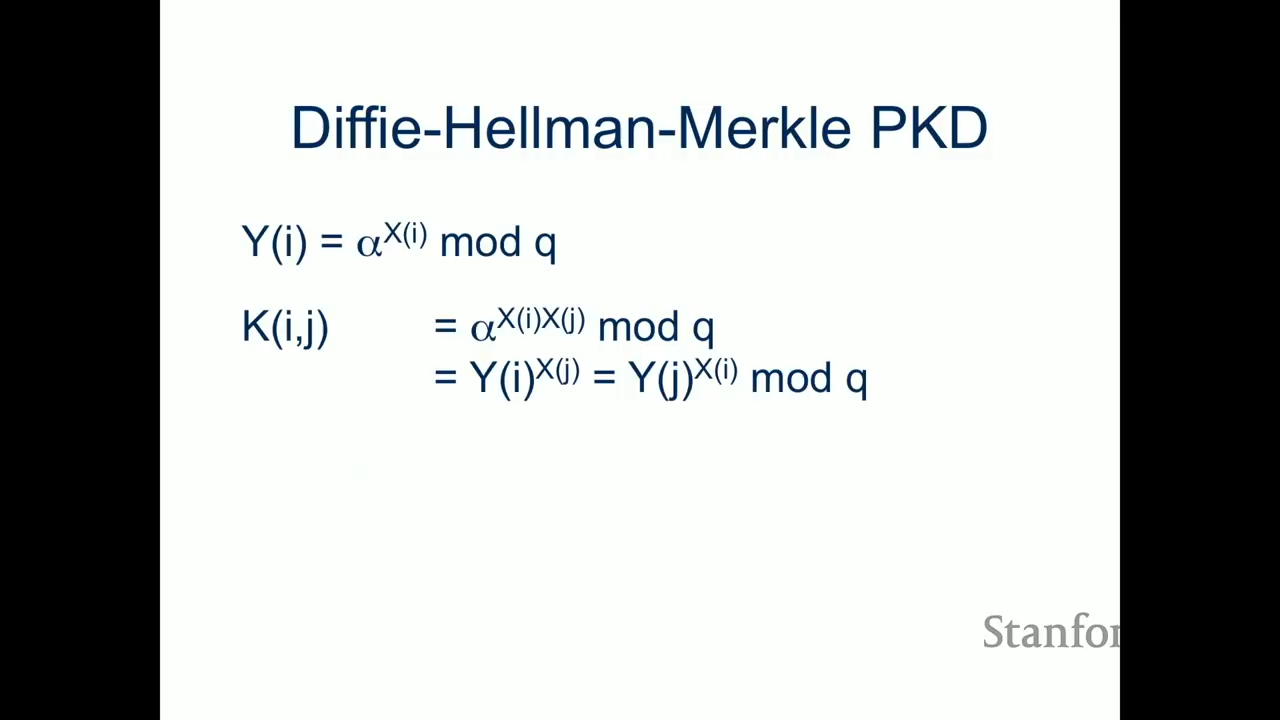 Diffie-Hellman-Merkle PKD
Y(i) = α^X(i) mod q
K(i,j) = α^X(i)X(j) mod q
= Y(i)^X(j) = Y(j)^X(i) mod q
Stanfor